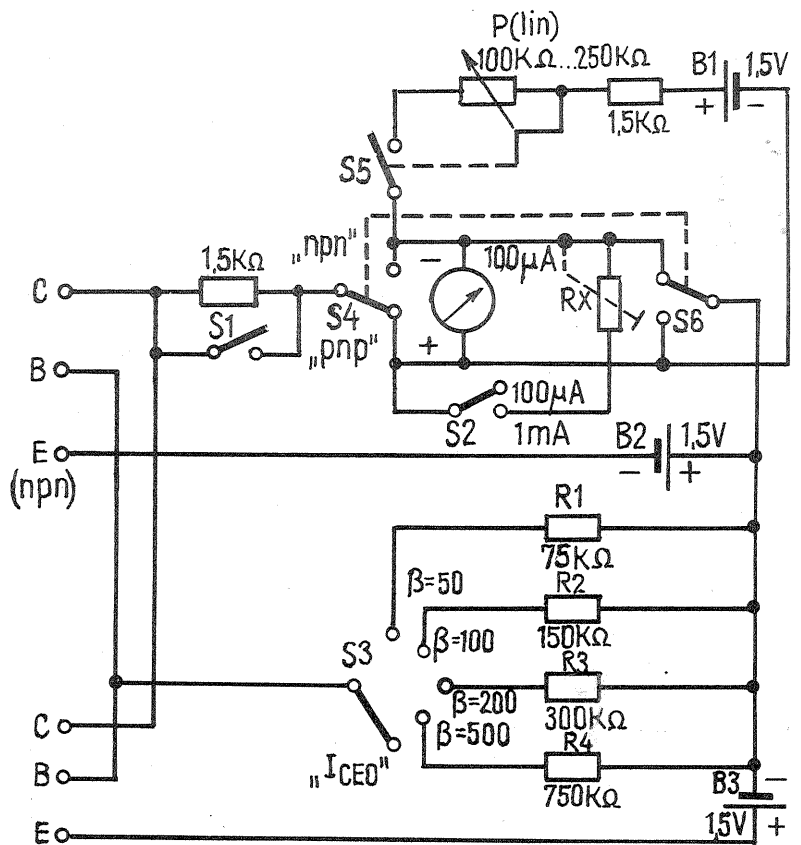 P(lin)
100KΩ...250KΩ
B1 1,5V
+ −
1,5KΩ
S5
„npn"
− 100μA
1,5KΩ
C
S4
RX
S6
S1
„pnp"
+
B
100μA
S2 1mA
B2 1,5V
− +
E
(npn)
R1
75KΩ
β=50
R2
150KΩ
β=100
S3
R3
β=200
300KΩ
β=500
R4
C
750KΩ
B
„ICEO"
B3 −
1,5V +
E